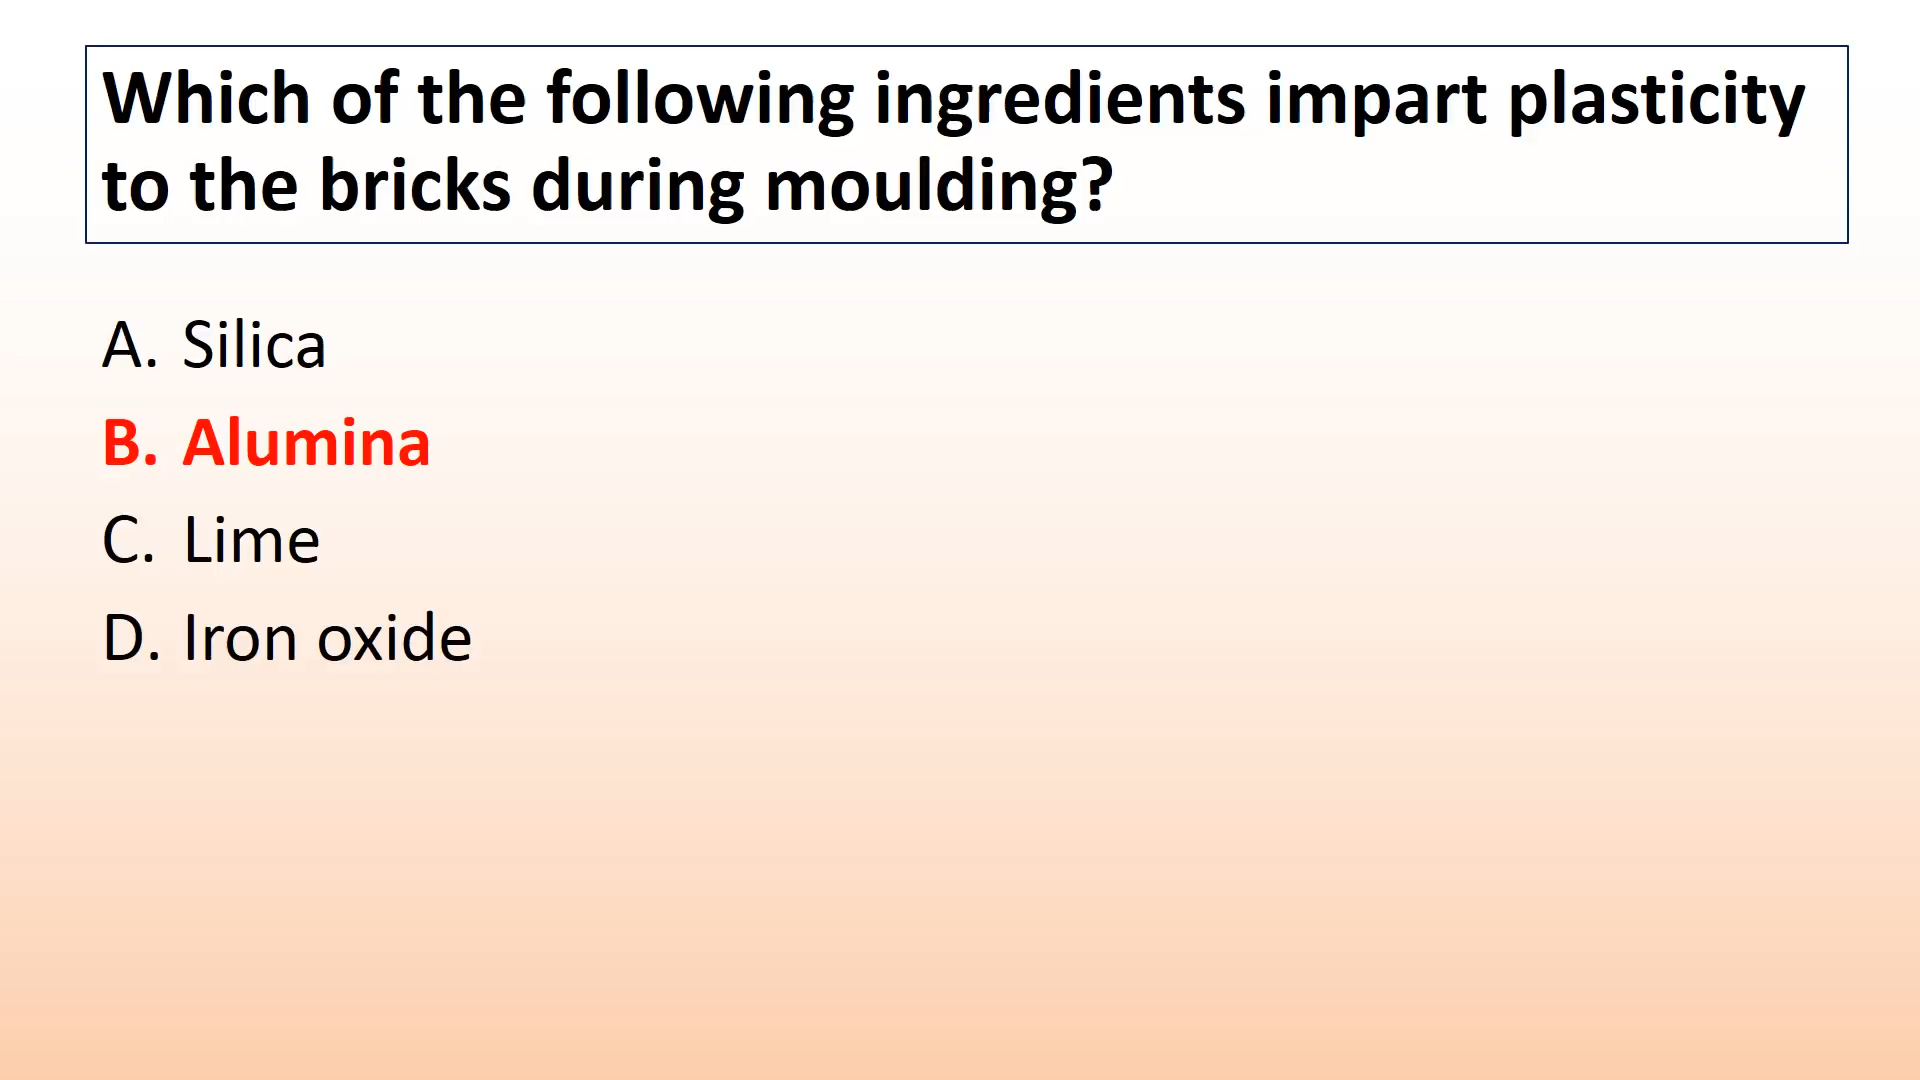 Which of the following ingredients impart plasticity
to the bricks during moulding?
A. Silica
B. Alumina
C. Lime
D. Iron oxide